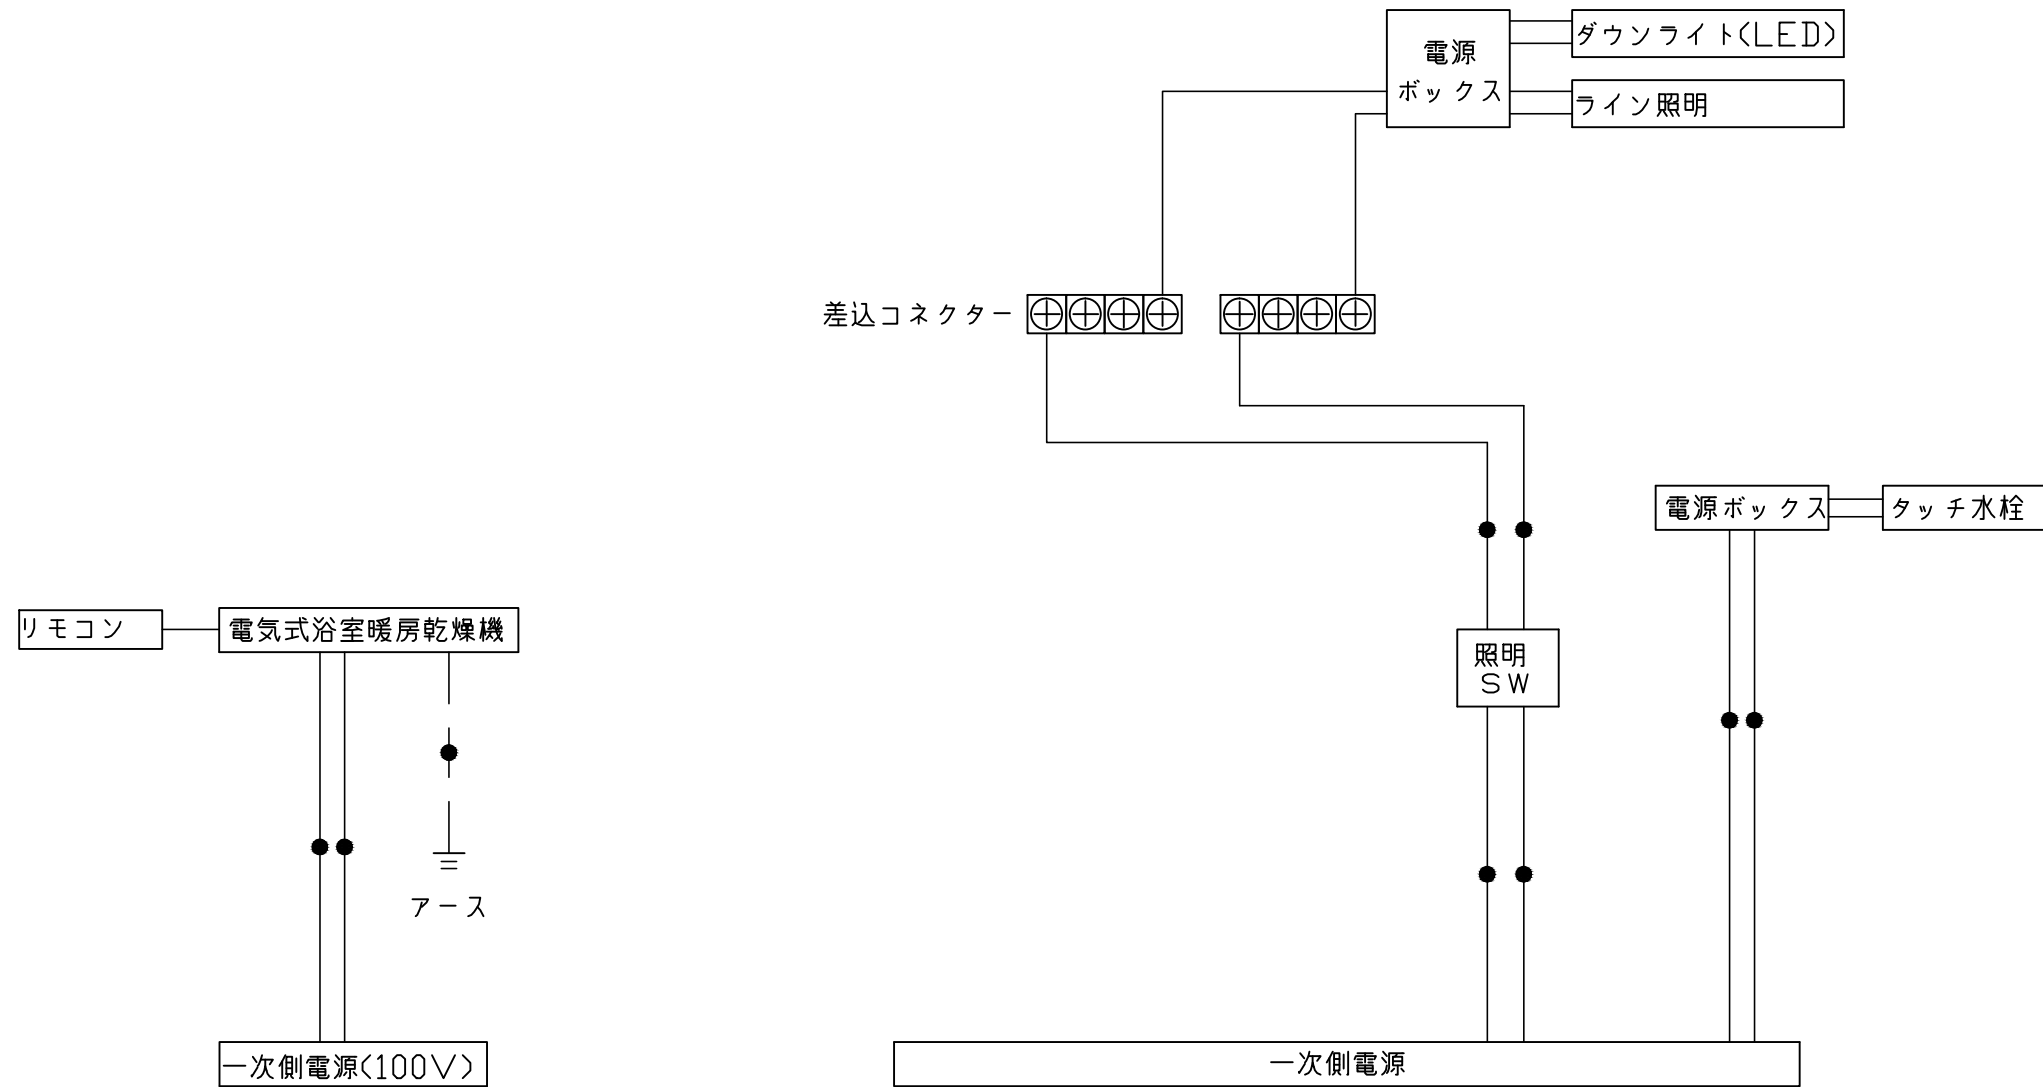 電源
ボックス
ダウンライト(LED)
ライン照明
差込コネクター
電源ボックス
タッチ水栓
リモコン
電気式浴室暖房乾燥機
照明
SW
アース
一次側電源(100V)
一次側電源